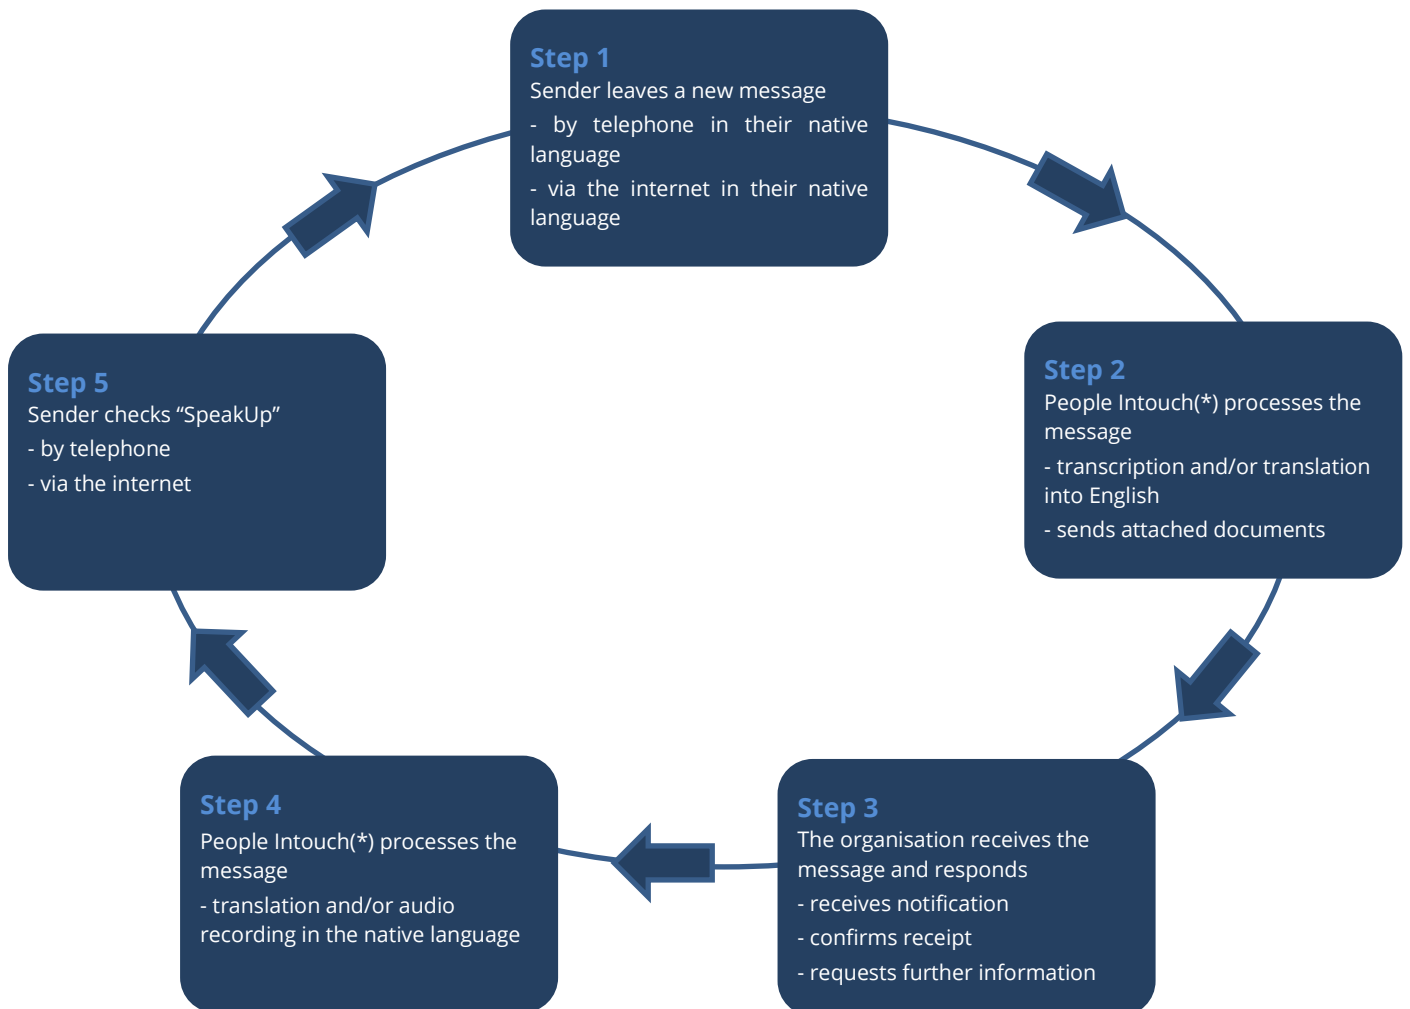 Step 1
Sender leaves a new message
- by telephone in their native
language
- via the internet in their native
language
Step 2
People Intouch(*) processes the
message
- transcription and/or translation
into English
- sends attached documents
Step 3
The organisation receives the
message and responds
- receives notification
- confirms receipt
- requests further information
Step 4
People Intouch(*) processes the
message
- translation and/or audio
recording in the native language
Step 5
Sender checks “SpeakUp”
- by telephone
- via the internet